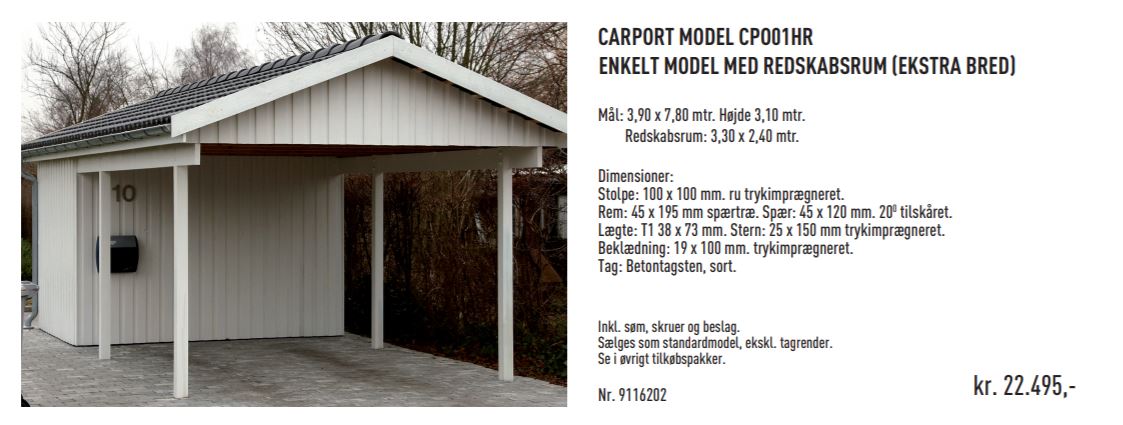 CARPORT MODEL CP001HR
ENKELT MODEL MED REDSKABSRUM (EKSTRA BRED)
Mål: 3,90 x 7,80 mtr. Højde 3,10 mtr.
Redskabsrum: 3,30 x 2,40 mtr.
Dimensioner:
Stolpe: 100 x 100 mm. ru trykimprægneret.
Rem: 45 x 195 mm spærtræ. Spær: 45 x 120 mm. 20⁰ tilskåret.
Lægte: T1 38 x 73 mm. Stern: 25 x 150 mm trykimprægneret.
Beklædning: 19 x 100 mm. trykimprægneret.
Tag: Betontagsten, sort.
Inkl. søm, skruer og beslag.
Sælges som standardmodel, ekskl. tagrender.
Se i øvrigt tilkøbspakker.
Nr. 9116202
kr. 22.495,-
10